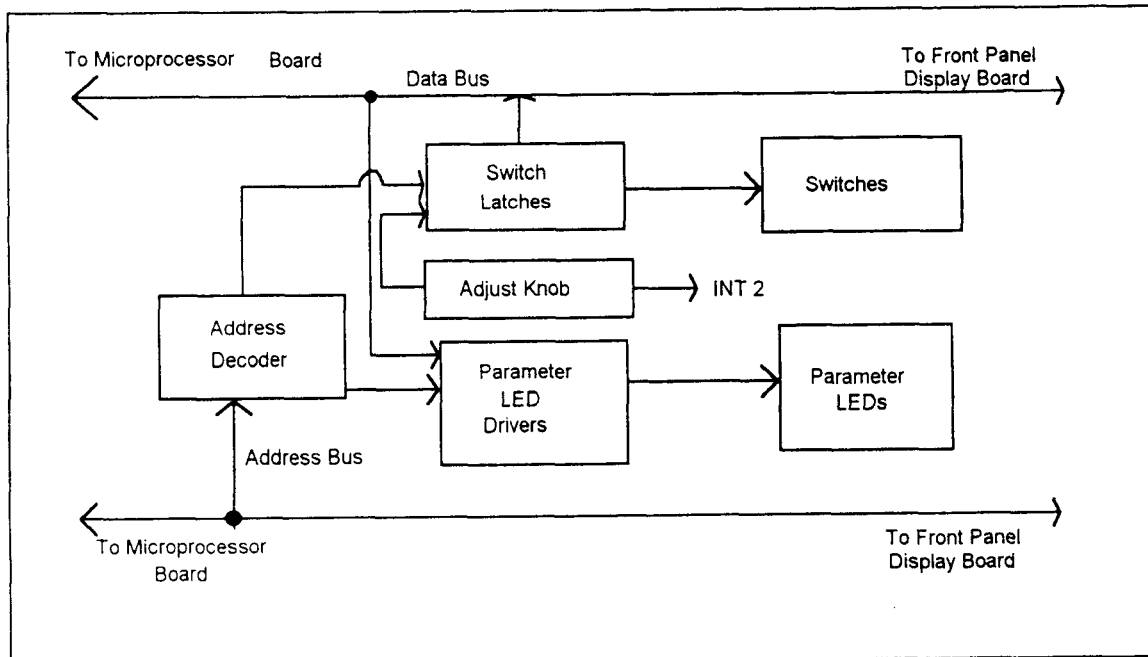 To Microprocessor Board
Data Bus
To Front Panel
Display Board
Switch
Latches
Switches
Adjust Knob
INT 2
Address
Decoder
Parameter
LED
Drivers
Parameter
LEDs
Address Bus
To Microprocessor
Board
To Front Panel
Display Board